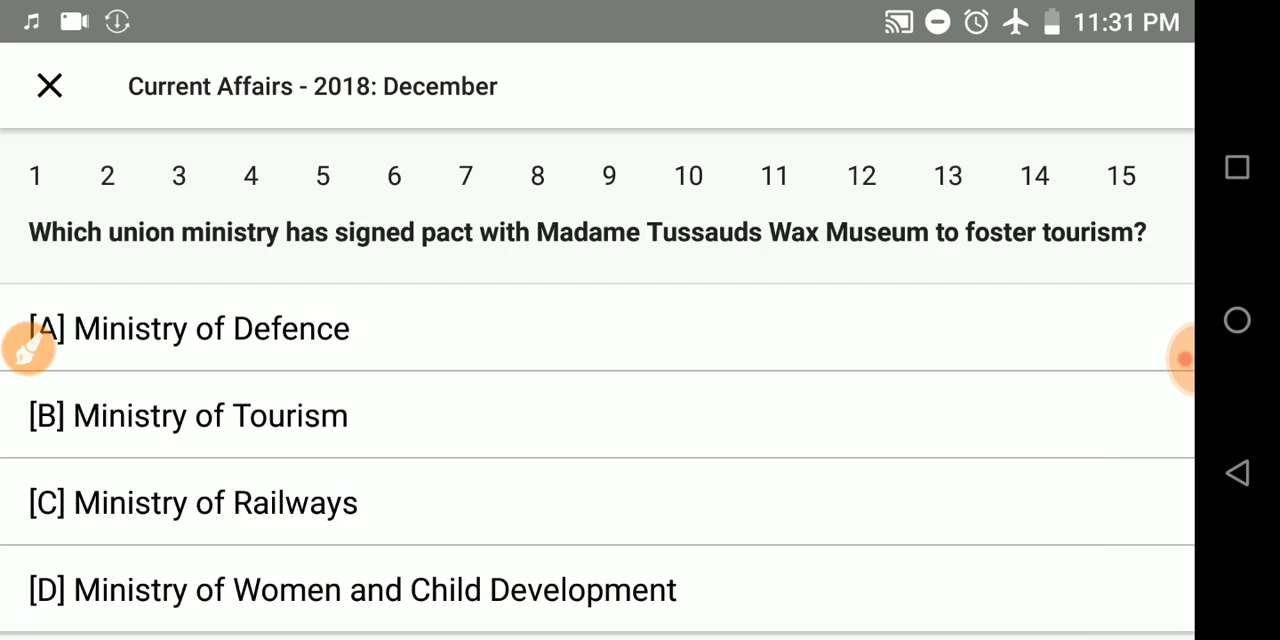 11:31 PM
Current Affairs - 2018: December
1 2 3 4 5 6 7 8 9 10 11 12 13 14 15
Which union ministry has signed pact with Madame Tussauds Wax Museum to foster tourism?
[A] Ministry of Defence
[B] Ministry of Tourism
[C] Ministry of Railways
[D] Ministry of Women and Child Development